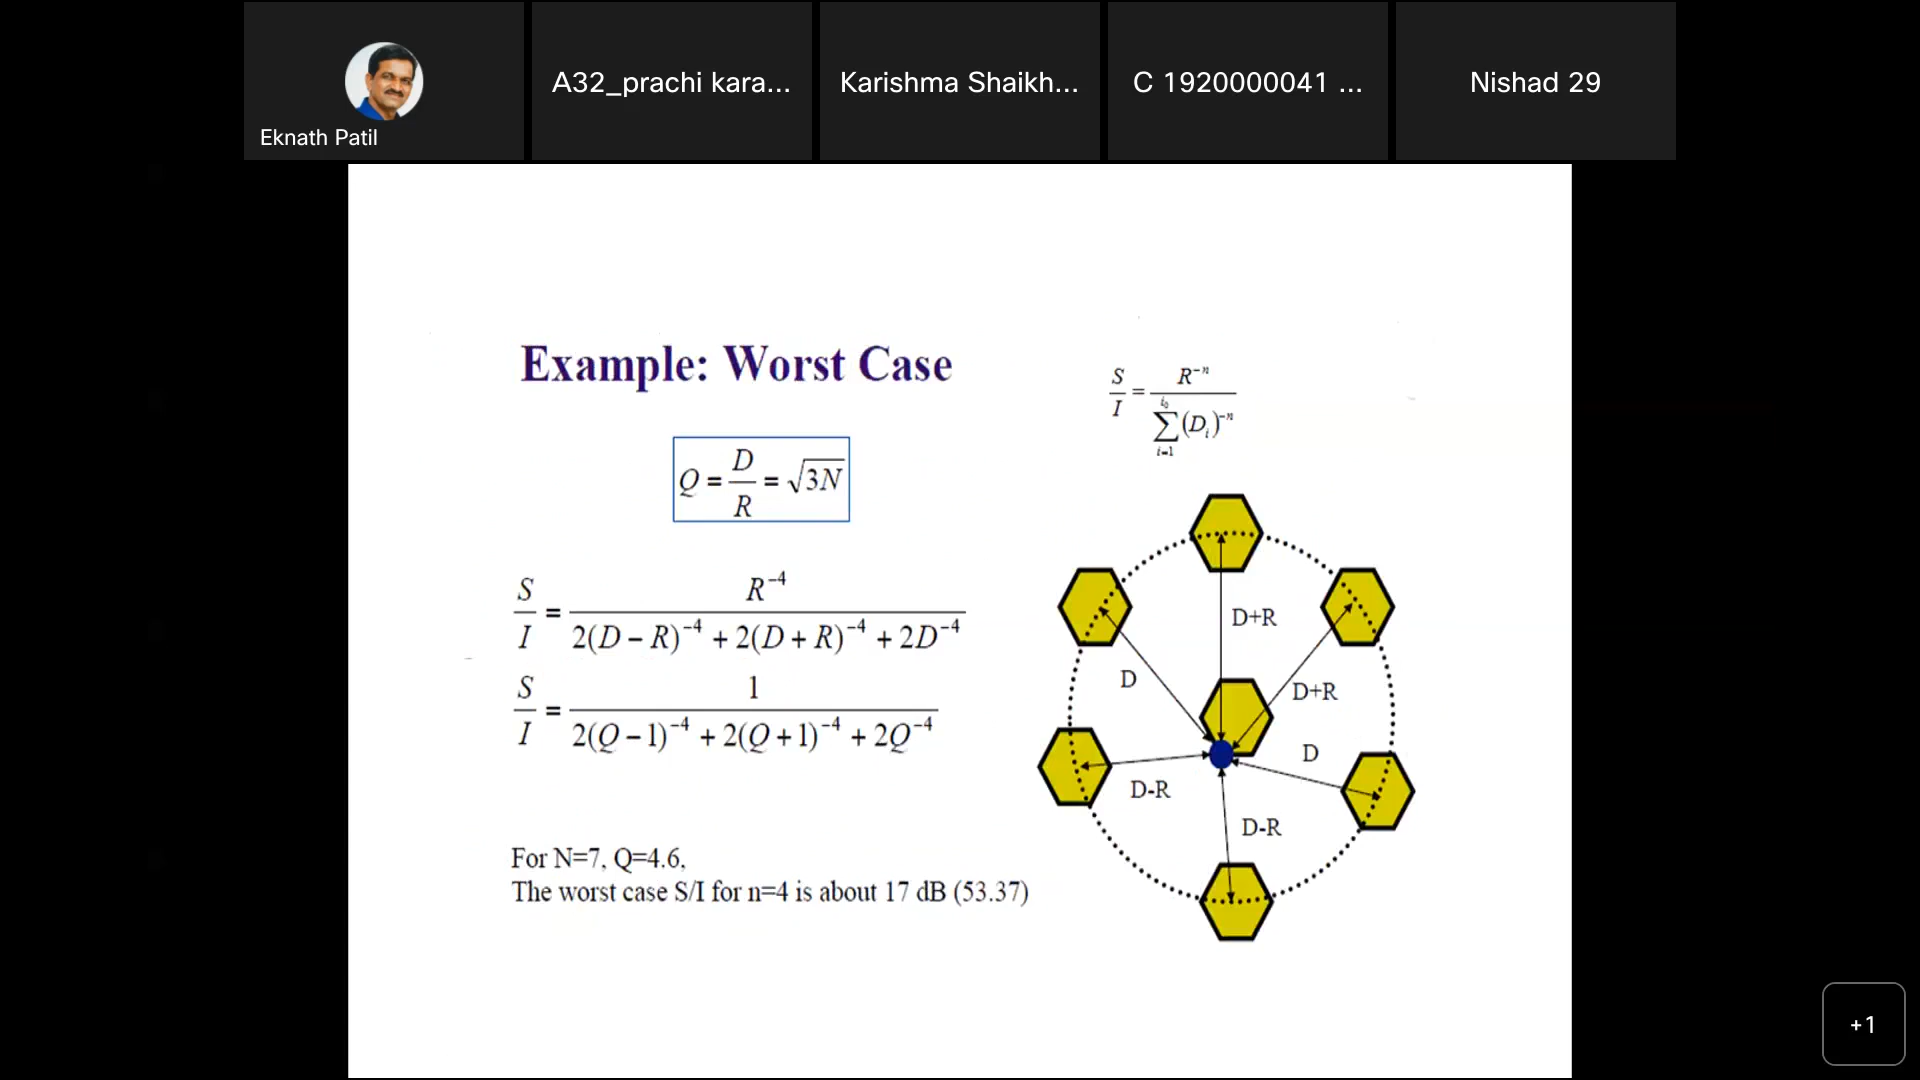 Eknath Patil
A32_prachi kara...
Karishma Shaikh...
C 1920000041 ...
Nishad 29
Example: Worst Case
S/I = R^-n / ∑_{i=1}^{i_0} (D_i)^-n
Q = D/R = √3N
S/I = R^-4 / 2(D – R)^-4 + 2(D + R)^-4 + 2D^-4
S/I = 1 / 2(Q – 1)^-4 + 2(Q + 1)^-4 + 2Q^-4
D+R
D
D+R
D
D-R
D-R
For N=7, Q=4.6,
The worst case S/I for n=4 is about 17 dB (53.37)
+1